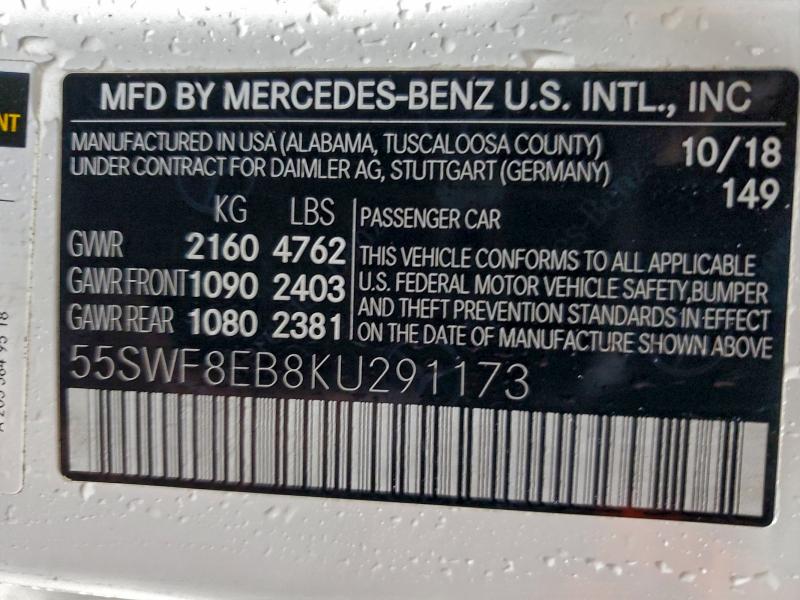 MFD BY MERCEDES-BENZ U.S. INTL., INC
MANUFACTURED IN USA (ALABAMA, TUSCALOOSA COUNTY) 10/18
UNDER CONTRACT FOR DAIMLER AG, STUTTGART (GERMANY) 149
KG LBS
GVWR 2160 4762
GAWR FRONT 1090 2403
GAWR REAR 1080 2381
PASSENGER CAR
THIS VEHICLE CONFORMS TO ALL APPLICABLE
U.S. FEDERAL MOTOR VEHICLE SAFETY,BUMPER
AND THEFT PREVENTION STANDARDS IN EFFECT
ON THE DATE OF MANUFACTURE SHOWN ABOVE
55SWF8EB8KU291173